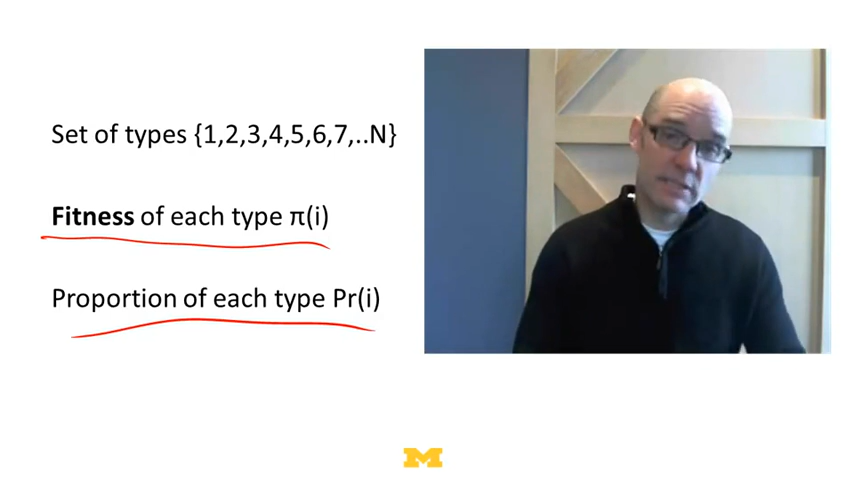 Set of types {1,2,3,4,5,6,7,..N}
Fitness of each type π(i)
Proportion of each type Pr(i)
M